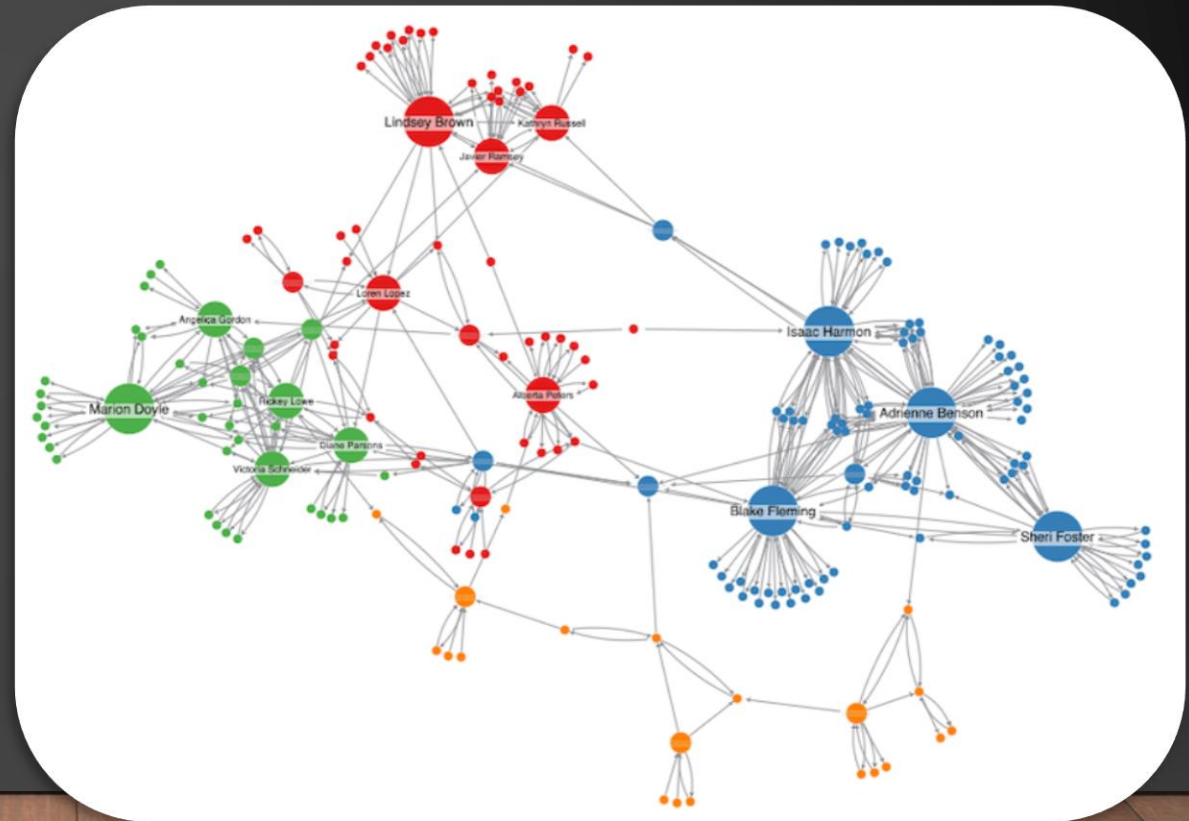 Lindsey Brown
Kathryn Russell
Javier Ramsey
Loren Lopez
Angelica Gordon
Isaac Harmon
Alberta Peters
Rickey Lowe
Marion Doyle
Adrienne Benson
Diane Parsons
Victoria Schneider
Blake Fleming
Sheri Foster